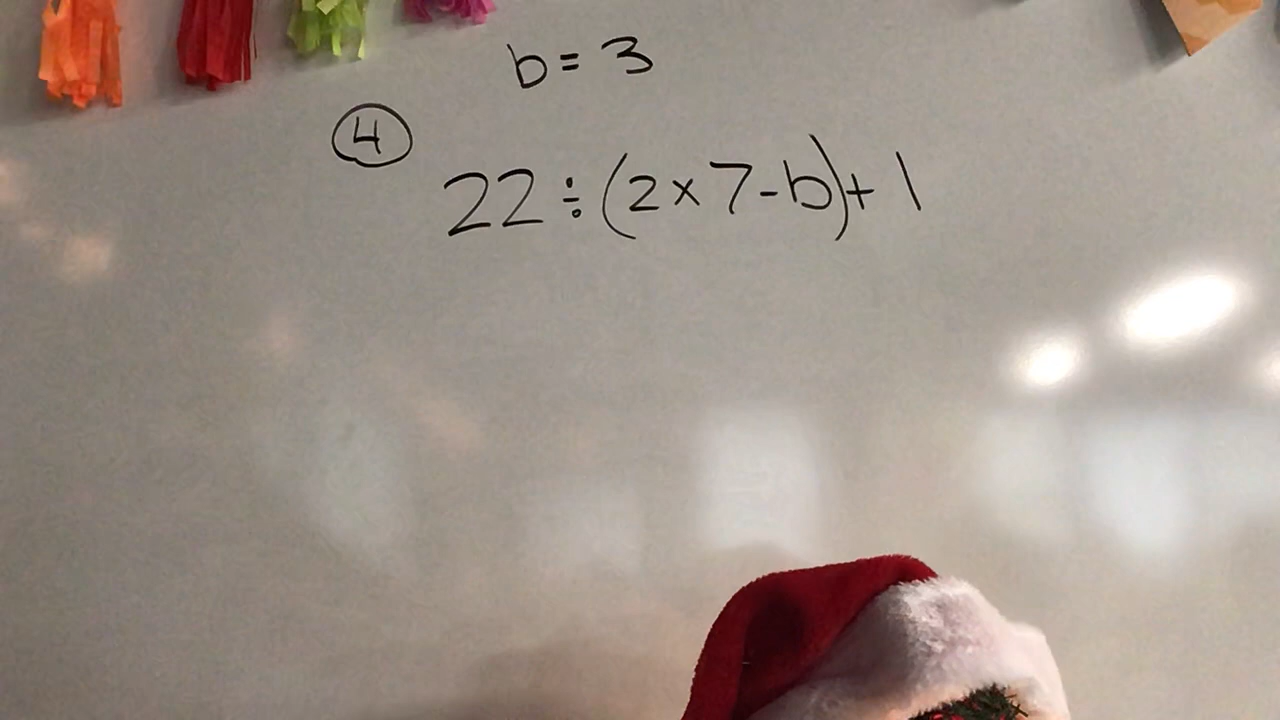 b = 3
④ 22 ÷ (2 × 7 - b) + 1